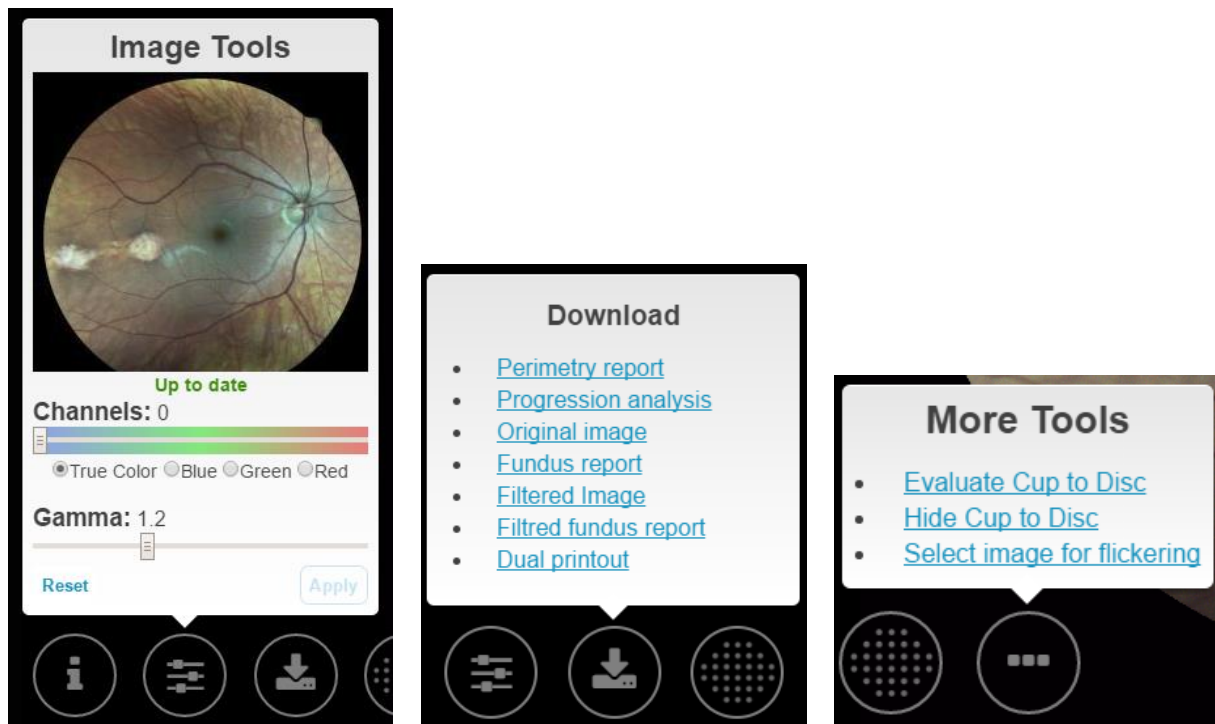 Image Tools
Up to date
Channels: 0
True Color Blue Green Red
Gamma: 1.2
Reset Apply
Download
Perimetry report
Progression analysis
Original image
Fundus report
Filtered Image
Filtred fundus report
Dual printout
More Tools
Evaluate Cup to Disc
Hide Cup to Disc
Select image for flickering